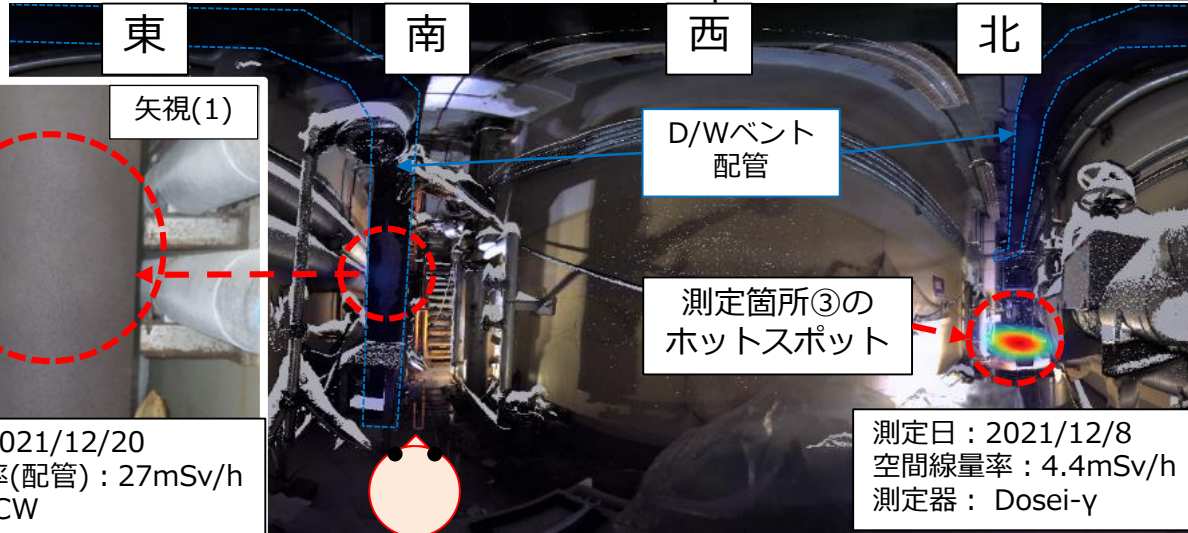 東
南
西
北
矢視(1)
D/Wベント
配管
測定箇所③の
ホットスポット
021/12/20
率(配管)：27mSv/h
CW
測定日：2021/12/8
空間線量率：4.4mSv/h
測定器： Dosei-γ